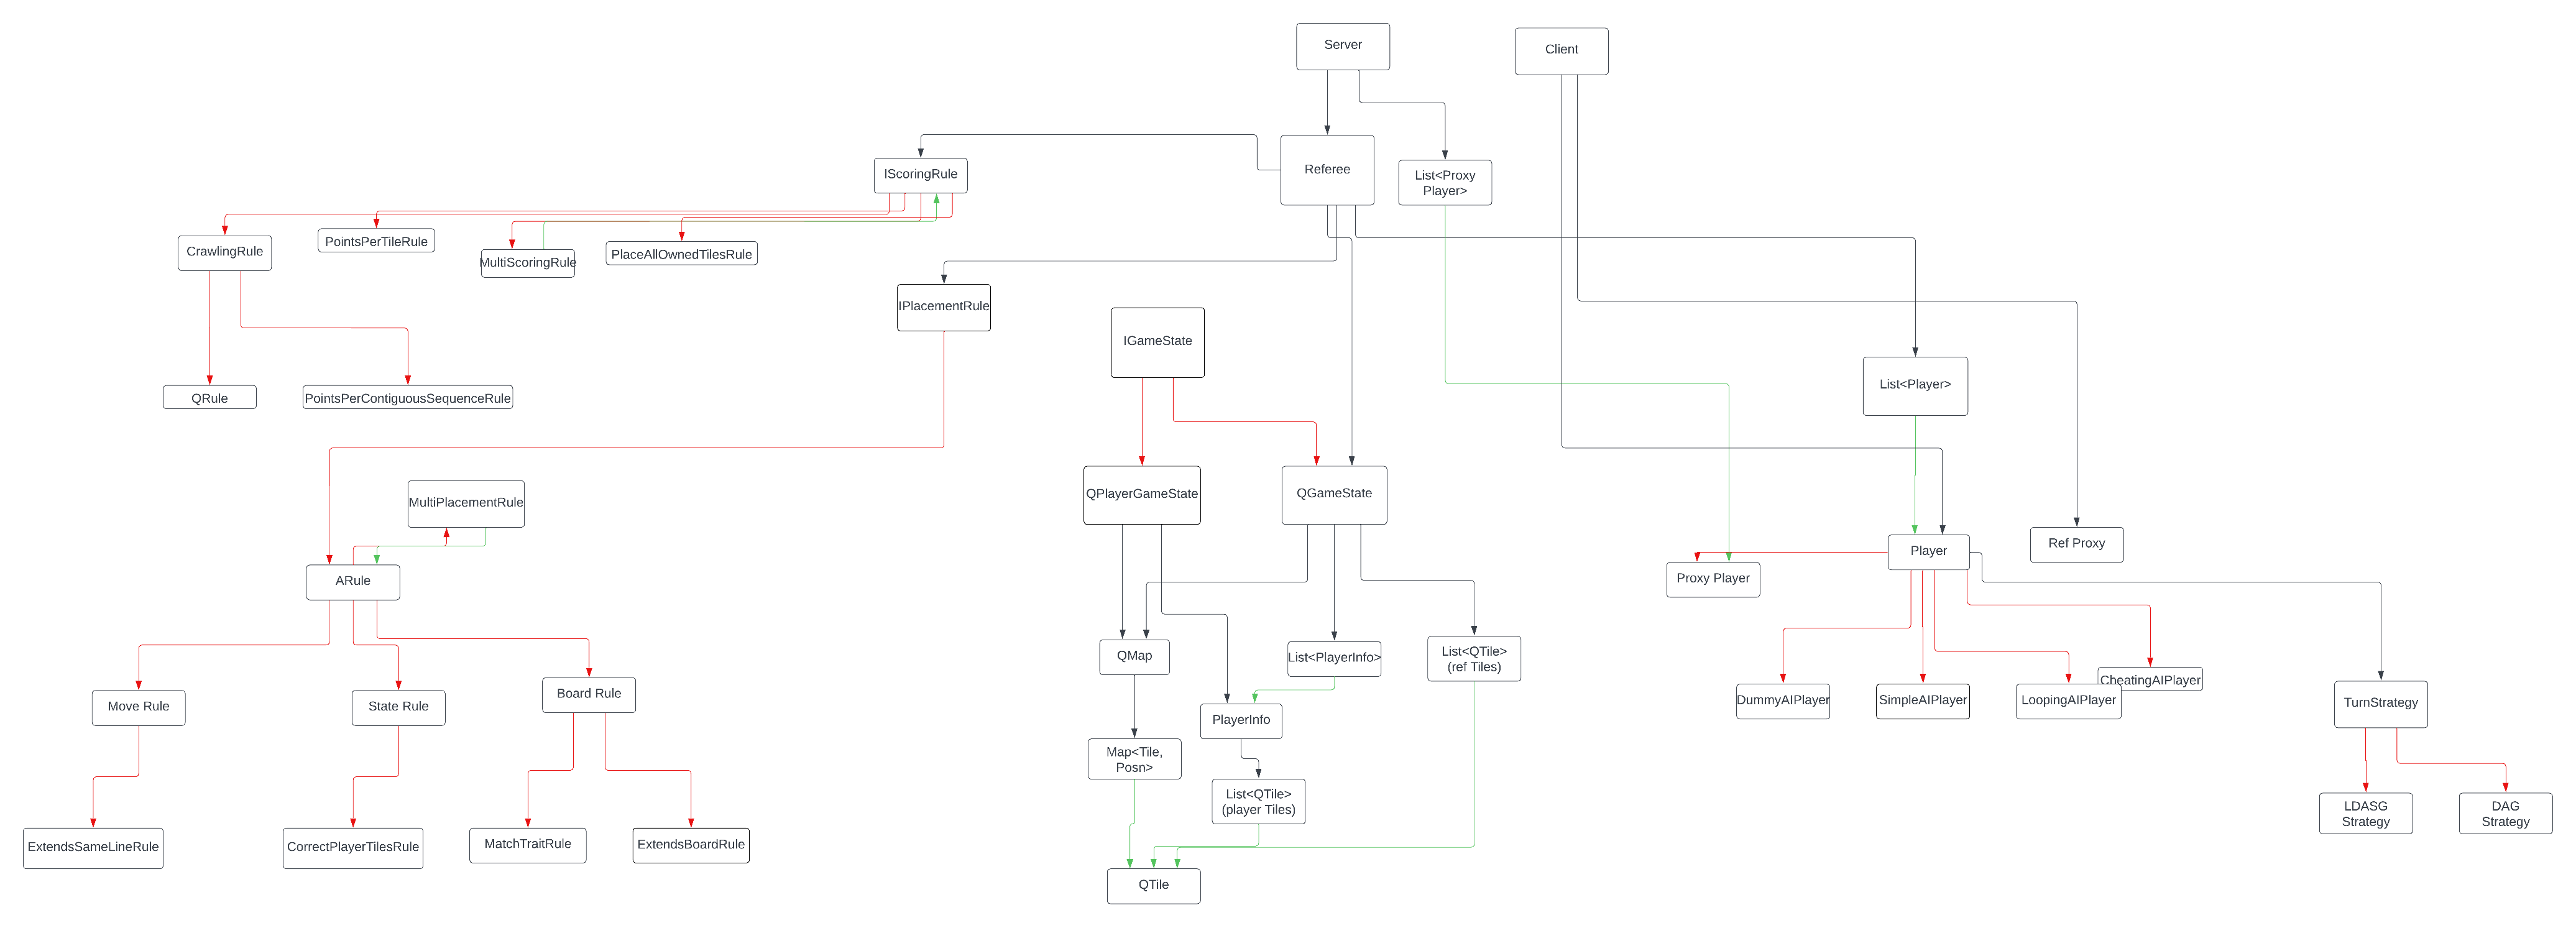 Server
Client
Referee
List<Proxy
Player>
IScoringRule
CrawlingRule
PointsPerTileRule
MultiScoringRule
PlaceAllOwnedTilesRule
IPlacementRule
IGameState
List<Player>
QRule
PointsPerContiguousSequenceRule
MultiPlacementRule
QPlayerGameState
QGameState
Player
Ref Proxy
Proxy Player
ARule
QMap
List<PlayerInfo>
List<QTile>
(ref Tiles)
CheatingAIPlayer
DummyAIPlayer
SimpleAIPlayer
LoopingAIPlayer
TurnStrategy
Move Rule
State Rule
Board Rule
PlayerInfo
Map<Tile,
Posn>
List<QTile>
(player Tiles)
LDASG
Strategy
DAG
Strategy
ExtendsSameLineRule
CorrectPlayerTilesRule
MatchTraitRule
ExtendsBoardRule
QTile